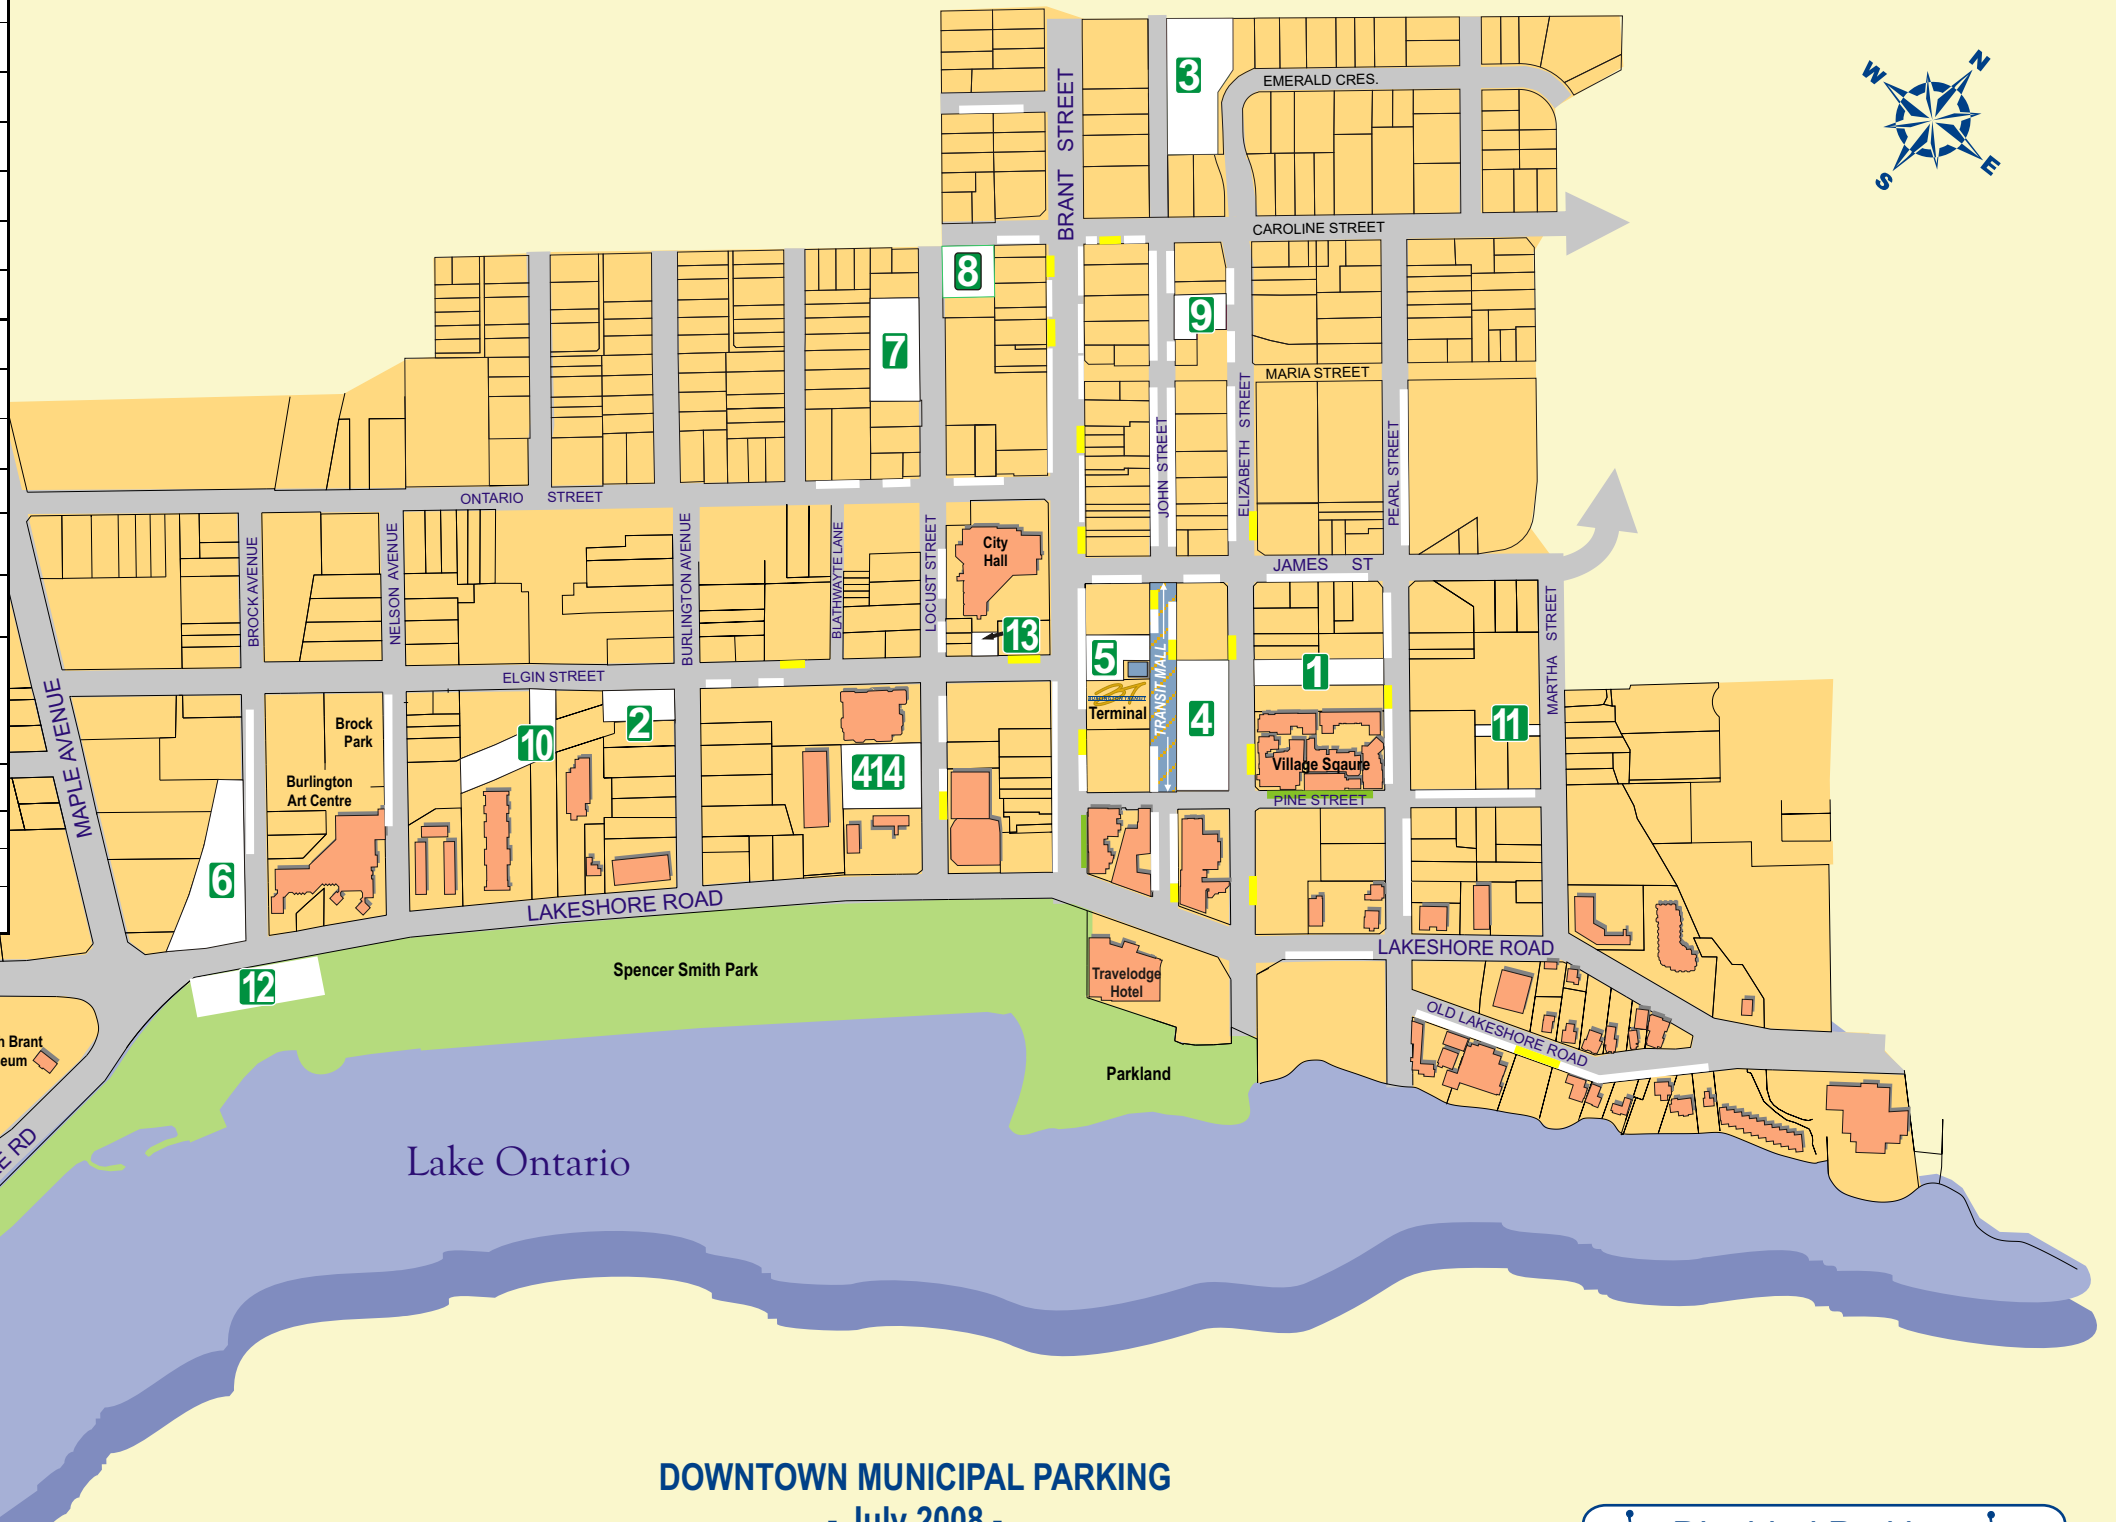 3
EMERALD CRES.
N
W
E
S
BRANT STREET
CAROLINE STREET
8
9
7
MARIA STREET
JOHN STREET
ELIZABETH STREET
PEARL STREET
ONTARIO STREET
BROCK AVENUE
NELSON AVENUE
BURLINGTON AVENUE
BLATHWAYTE LANE
LOCUST STREET
City
Hall
JAMES ST
13
5
TRANSIT MALL
1
MARTHA STREET
ELGIN STREET
MAPLE AVENUE
Terminal
Brock
Park
10
2
4
11
Burlington
Art Centre
414
Village Sqaure
PINE STREET
6
LAKESHORE ROAD
LAKESHORE ROAD
12
Spencer Smith Park
Travelodge
Hotel
OLD LAKESHORE ROAD
n Brant
eum
Parkland
E RD
Lake Ontario
DOWNTOWN MUNICIPAL PARKING
- July 2008 -